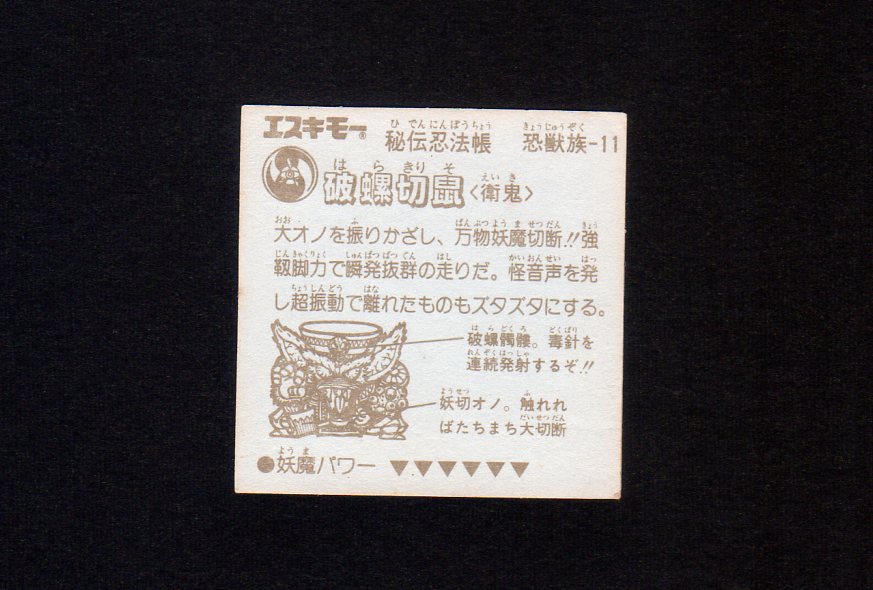 エスキモー® 秘伝忍法帳 恐獣族-11
破螺切鼠〈衛鬼〉
大オノを振りかざし、万物妖魔切断!!強
靱脚力で瞬発抜群の走りだ。怪音声を発
し超振動で離れたものもズタズタにする。
破螺髑髏。毒針を
連続発射するぞ!!
妖切オノ。触れれ
ばたちまち大切断
●妖魔パワー ▼▼▼▼▼▼